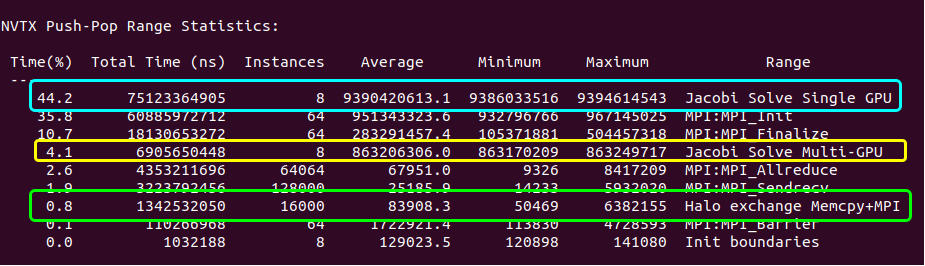 NVTX Push-Pop Range Statistics:
Time(%) Total Time (ns) Instances Average Minimum Maximum Range
--
44.2 75123364905 8 9390420613.1 9386033516 9394614543 Jacobi Solve Single GPU
35.8 60885972712 64 951343323.6 932796766 967145025 MPI:MPI_Init
10.7 18130653272 64 283291457.4 105371881 504457318 MPI:MPI_Finalize
4.1 6905650448 8 863206306.0 863170209 863249717 Jacobi Solve Multi-GPU
2.6 4353211696 64064 67951.0 9326 8417209 MPI:MPI_Allreduce
1.9 3223792456 128000 25185.9 14233 5932020 MPI:MPI_Sendrecv
0.8 1342532050 16000 83908.3 50469 6382155 Halo exchange Memcpy+MPI
0.1 110266968 64 1722921.4 113830 4728593 MPI:MPI_Barrier
0.0 1032188 8 129023.5 120898 141080 Init boundaries